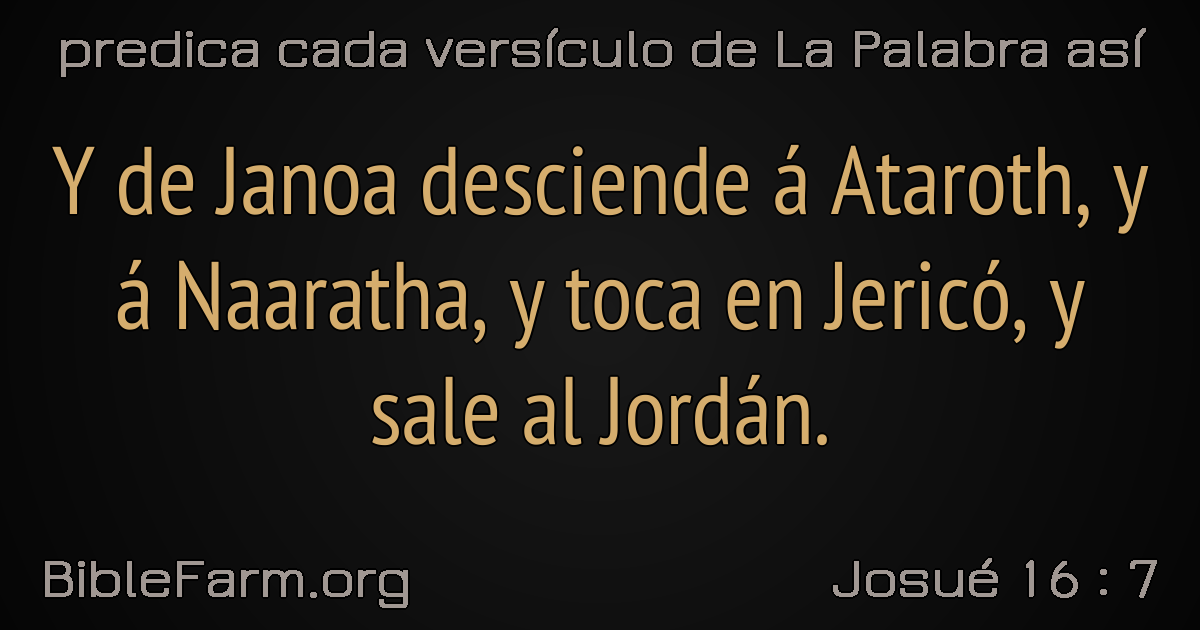 predica cada versículo de La Palabra así
Y de Janoa desciende á Ataroth, y
á Naaratha, y toca en Jericó, y
sale al Jordán.
BibleFarm.org
Josué 16 : 7